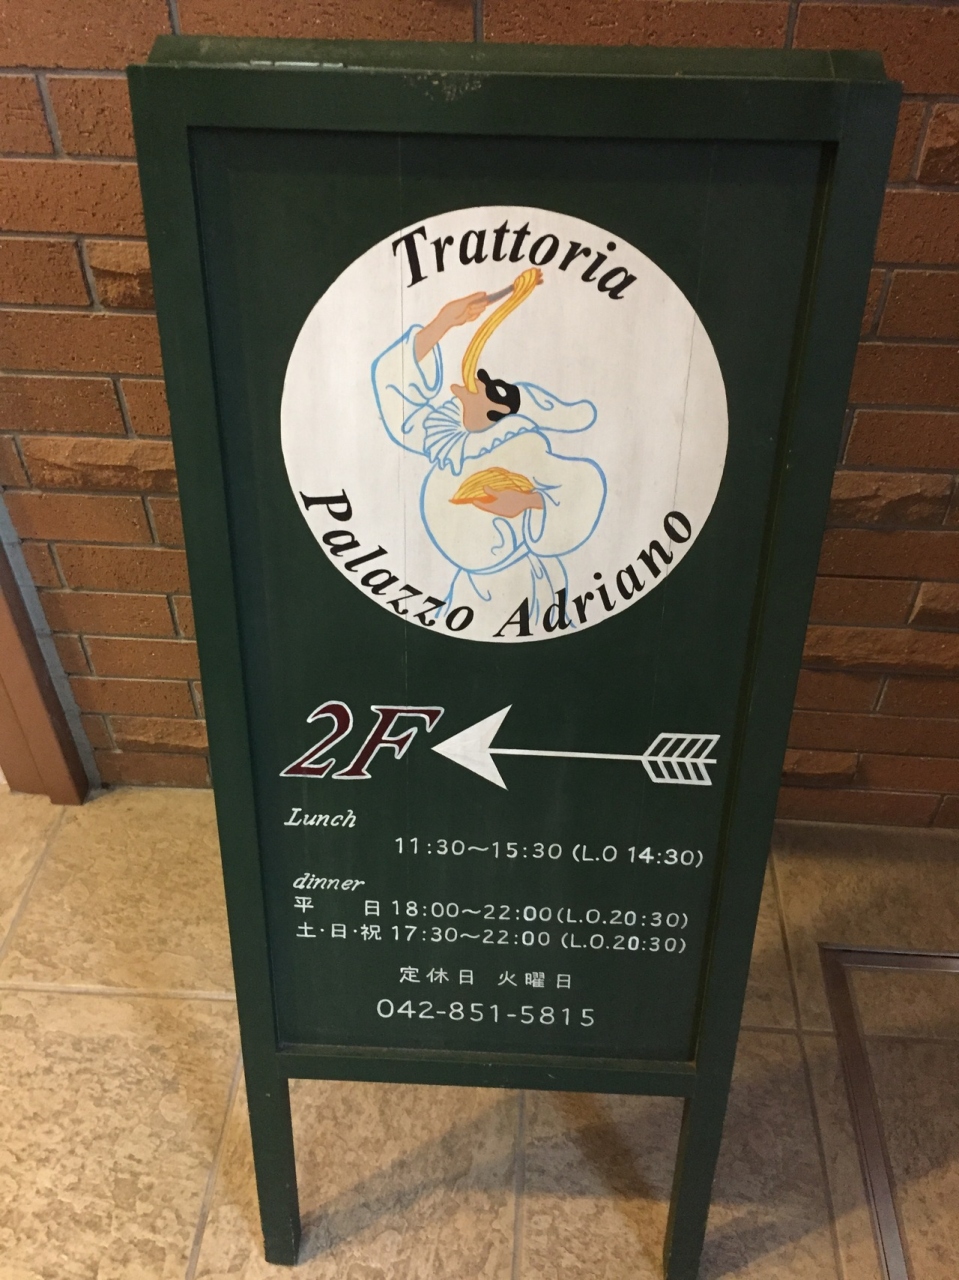 Trattoria
Palazzo Adriano
2F
Lunch
11:30〜15:30 (L.O 14:30)
dinner
平 日 18:00〜22:00(L.O.20:30)
土・日・祝 17:30〜22:00 (L.O.20:30)
定休日 火曜日
042-851-5815